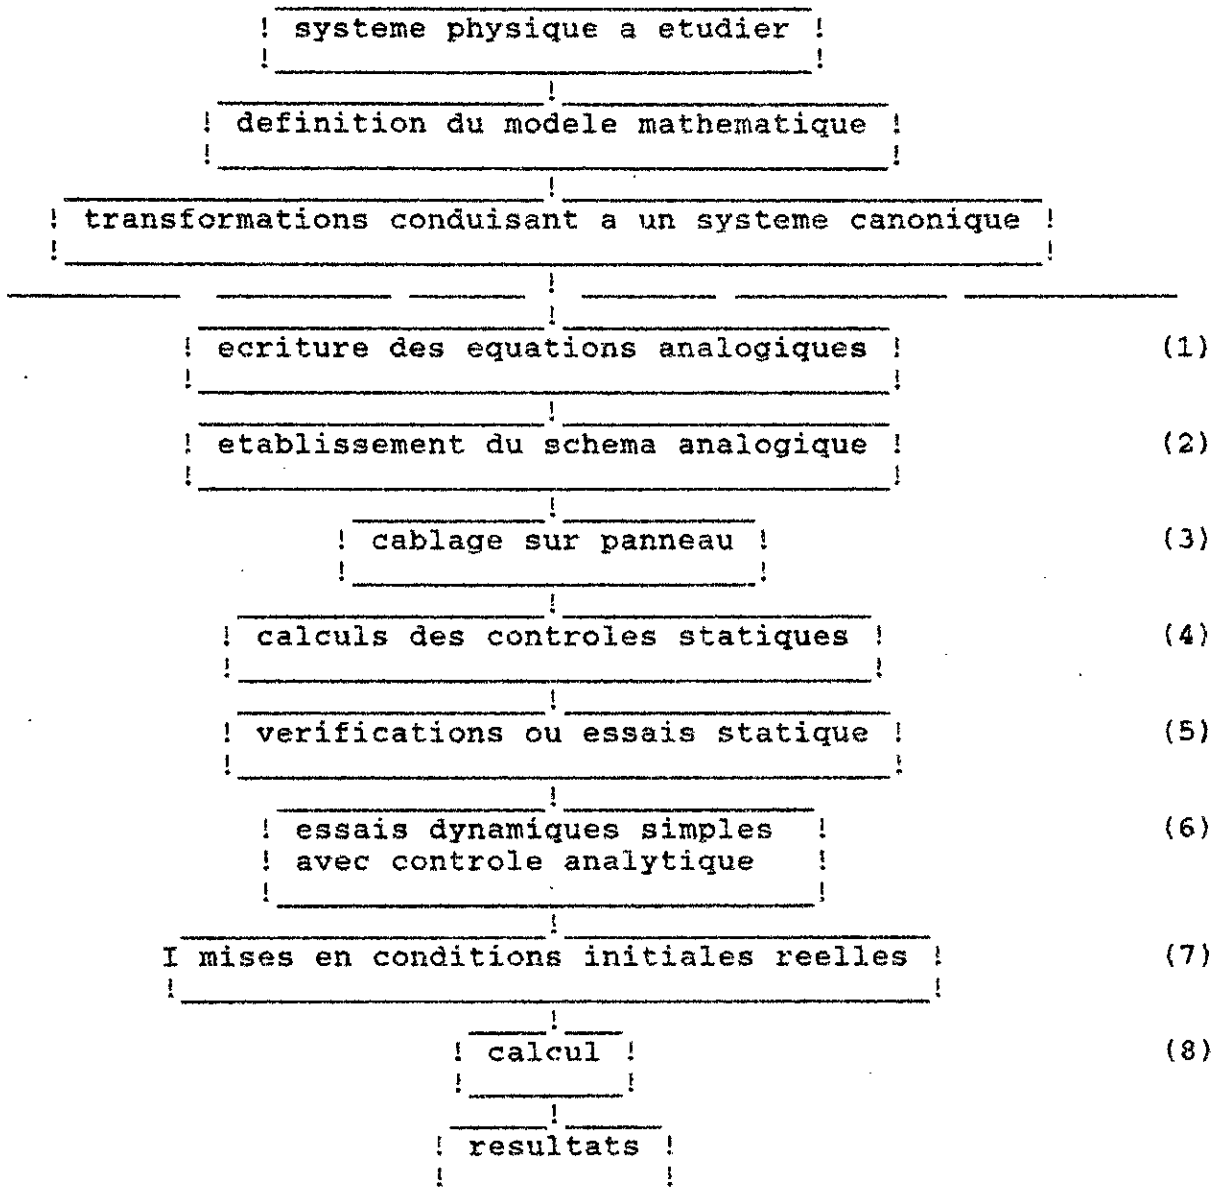 systeme physique a etudier
definition du modele mathematique
transformations conduisant a un systeme canonique
ecriture des equations analogiques (1)
etablissement du schema analogique (2)
cablage sur panneau (3)
calculs des controles statiques (4)
verifications ou essais statique (5)
essais dynamiques simples (6)
avec controle analytique
I mises en conditions initiales reelles (7)
calcul (8)
resultats